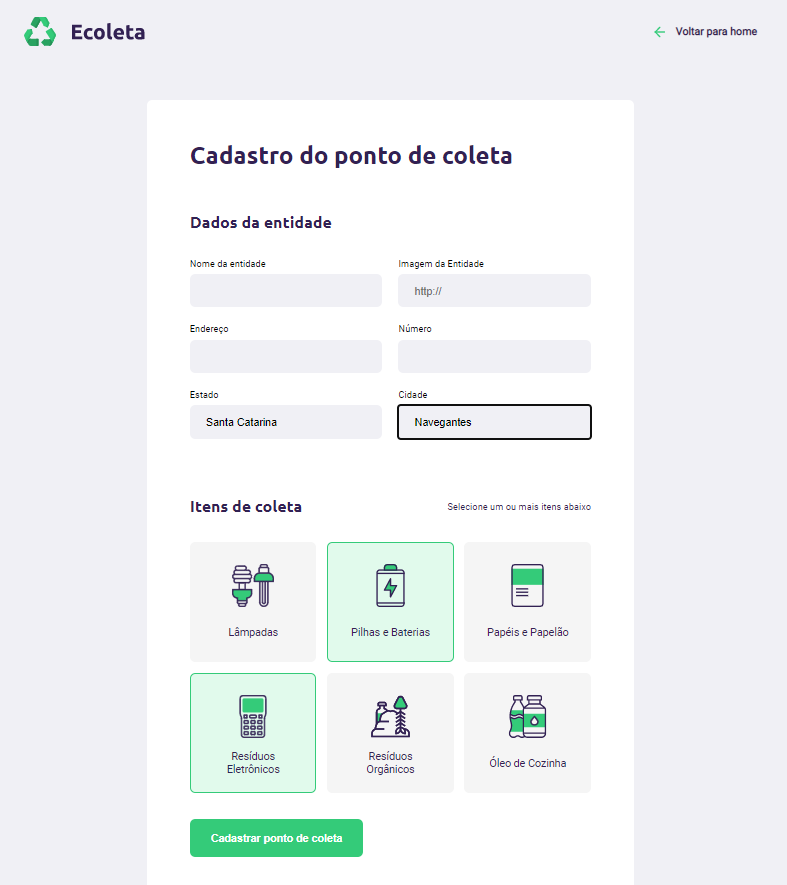 Ecoleta
Voltar para home
Cadastro do ponto de coleta
Dados da entidade
Nome da entidade
Imagem da Entidade
http://
Endereço
Número
Estado
Cidade
Santa Catarina
Navegantes
Itens de coleta
Selecione um ou mais itens abaixo
Lâmpadas
Pilhas e Baterias
Papéis e Papelão
Resíduos
Eletrônicos
Resíduos
Orgânicos
Óleo de Cozinha
Cadastrar ponto de coleta